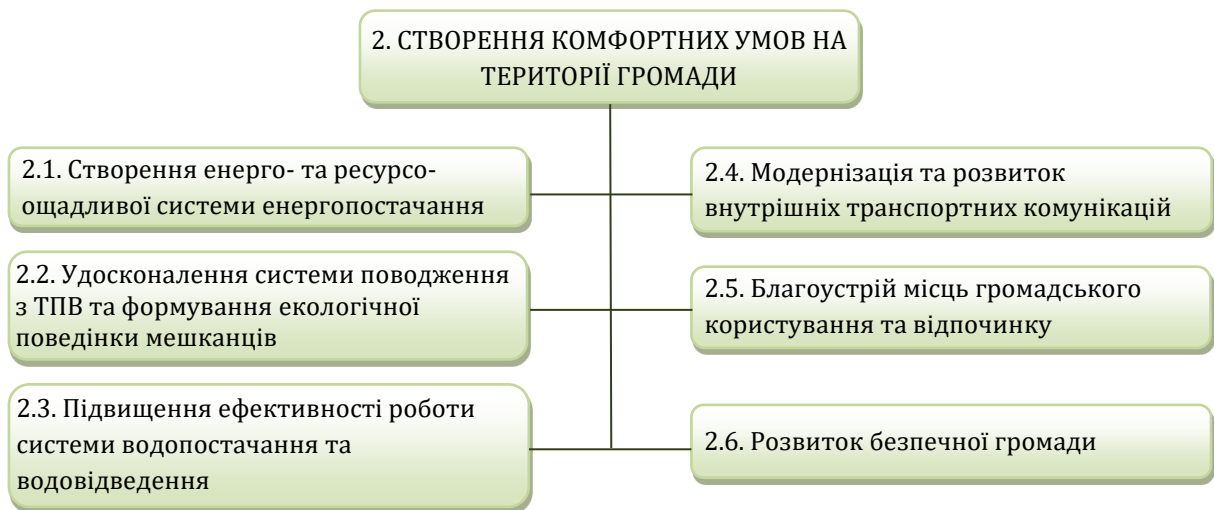 2. СТВОРЕННЯ КОМФОРТНИХ УМОВ НА
ТЕРИТОРІЇ ГРОМАДИ
2.1. Створення енерго- та ресурсо-
ощадливої системи енергопостачання
2.2. Удосконалення системи поводження
з ТПВ та формування екологічної
поведінки мешканців
2.3. Підвищення ефективності роботи
системи водопостачання та
водовідведення
2.4. Модернізація та розвиток
внутрішніх транспортних комунікацій
2.5. Благоустрій місць громадського
користування та відпочинку
2.6. Розвиток безпечної громади